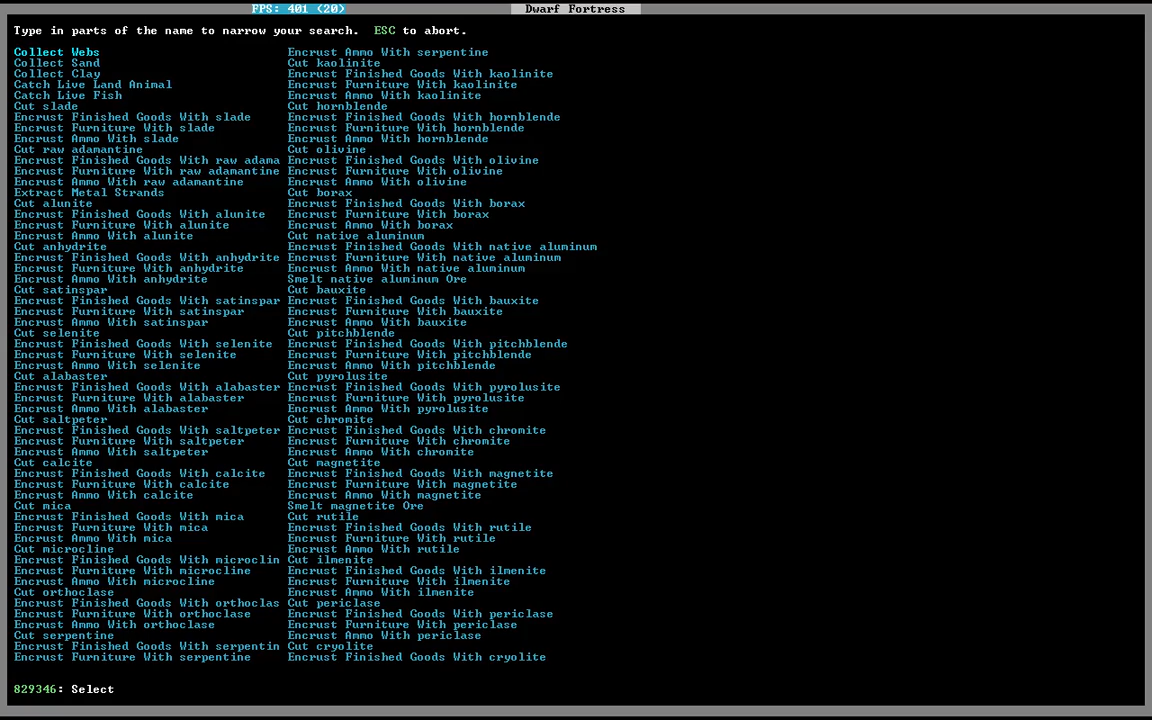 FPS: 401 (20)
Dwarf Fortress
Type in parts of the name to narrow your search.  ESC to abort.
Collect Webs
Collect Sand
Collect Clay
Catch Live Land Animal
Catch Live Fish
Cut slade
Encrust Finished Goods With slade
Encrust Furniture With slade
Encrust Ammo With slade
Cut raw adamantine
Encrust Finished Goods With raw adama
Encrust Furniture With raw adamantine
Encrust Ammo With raw adamantine
Extract Metal Strands
Cut alunite
Encrust Finished Goods With alunite
Encrust Furniture With alunite
Encrust Ammo With alunite
Cut anhydrite
Encrust Finished Goods With anhydrite
Encrust Furniture With anhydrite
Encrust Ammo With anhydrite
Cut satinspar
Encrust Finished Goods With satinspar
Encrust Furniture With satinspar
Encrust Ammo With satinspar
Cut selenite
Encrust Finished Goods With selenite
Encrust Furniture With selenite
Encrust Ammo With selenite
Cut alabaster
Encrust Finished Goods With alabaster
Encrust Furniture With alabaster
Encrust Ammo With alabaster
Cut saltpeter
Encrust Finished Goods With saltpeter
Encrust Furniture With saltpeter
Encrust Ammo With saltpeter
Cut calcite
Encrust Finished Goods With calcite
Encrust Furniture With calcite
Encrust Ammo With calcite
Cut mica
Encrust Finished Goods With mica
Encrust Furniture With mica
Encrust Ammo With mica
Cut microcline
Encrust Finished Goods With microclin
Encrust Furniture With microcline
Encrust Ammo With microcline
Cut orthoclase
Encrust Finished Goods With orthoclas
Encrust Furniture With orthoclase
Encrust Ammo With orthoclase
Cut serpentine
Encrust Finished Goods With serpentin
Encrust Furniture With serpentine
Encrust Ammo With serpentine
Cut kaolinite
Encrust Finished Goods With kaolinite
Encrust Furniture With kaolinite
Encrust Ammo With kaolinite
Cut hornblende
Encrust Finished Goods With hornblende
Encrust Furniture With hornblende
Encrust Ammo With hornblende
Cut olivine
Encrust Finished Goods With olivine
Encrust Furniture With olivine
Encrust Ammo With olivine
Cut borax
Encrust Finished Goods With borax
Encrust Furniture With borax
Encrust Ammo With borax
Cut native aluminum
Encrust Finished Goods With native aluminum
Encrust Furniture With native aluminum
Encrust Ammo With native aluminum
Smelt native aluminum Ore
Cut bauxite
Encrust Finished Goods With bauxite
Encrust Furniture With bauxite
Encrust Ammo With bauxite
Cut pitchblende
Encrust Finished Goods With pitchblende
Encrust Furniture With pitchblende
Encrust Ammo With pitchblende
Cut pyrolusite
Encrust Finished Goods With pyrolusite
Encrust Furniture With pyrolusite
Encrust Ammo With pyrolusite
Cut chromite
Encrust Finished Goods With chromite
Encrust Furniture With chromite
Encrust Ammo With chromite
Cut magnetite
Encrust Finished Goods With magnetite
Encrust Furniture With magnetite
Encrust Ammo With magnetite
Smelt magnetite Ore
Cut rutile
Encrust Finished Goods With rutile
Encrust Furniture With rutile
Encrust Ammo With rutile
Cut ilmenite
Encrust Finished Goods With ilmenite
Encrust Furniture With ilmenite
Encrust Ammo With ilmenite
Cut periclase
Encrust Finished Goods With periclase
Encrust Furniture With periclase
Encrust Ammo With periclase
Cut cryolite
Encrust Finished Goods With cryolite
829346: Select